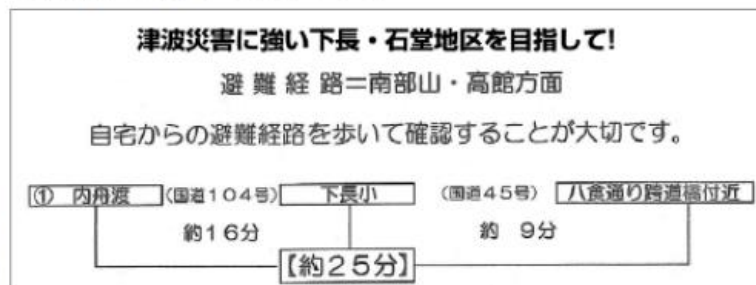 津波災害に強い下長・石堂地区を目指して!
避難経路＝南部山・高館方面
自宅からの避難経路を歩いて確認することが大切です。
① 内舟渡 (国道104号) 下長小 (国道45号) 八食通り跨道橋付近
約16分 約 9分
【約25分】